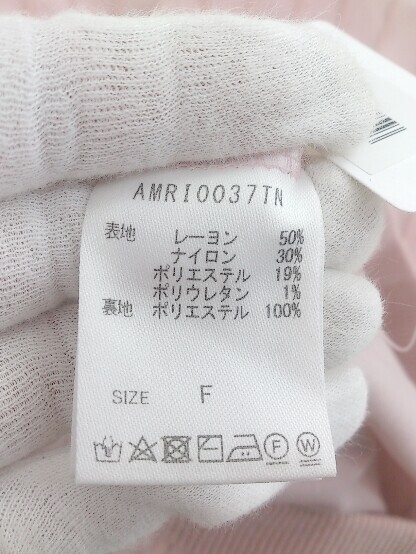 AMRI0037TN
表地 レーヨン 50%
ナイロン 30%
ポリエステル 19%
ポリウレタン 1%
裏地 ポリエステル 100%
SIZE F
F W